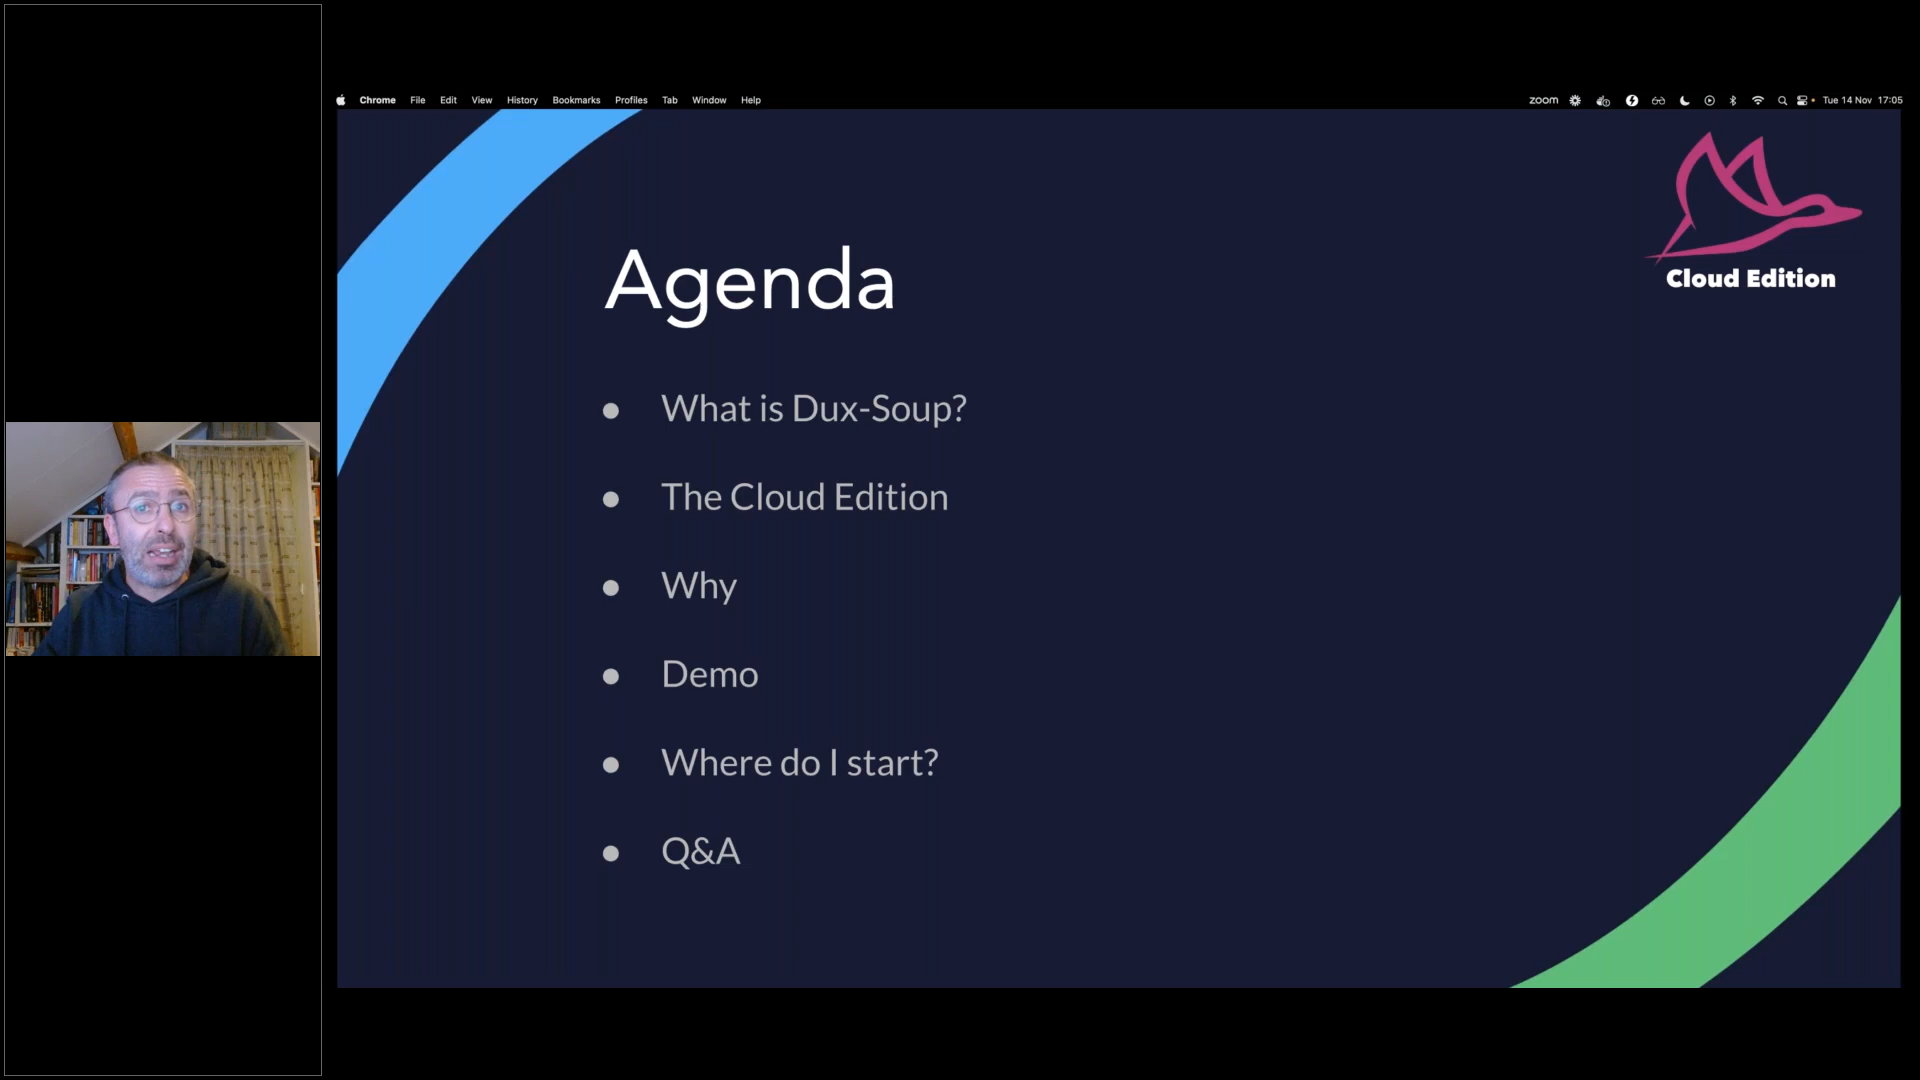 Chrome File Edit View History Bookmarks Profiles Tab Window Help
zoom Tue 14 Nov 17:05
Cloud Edition
Agenda
● What is Dux-Soup?
● The Cloud Edition
● Why
● Demo
● Where do I start?
● Q&A